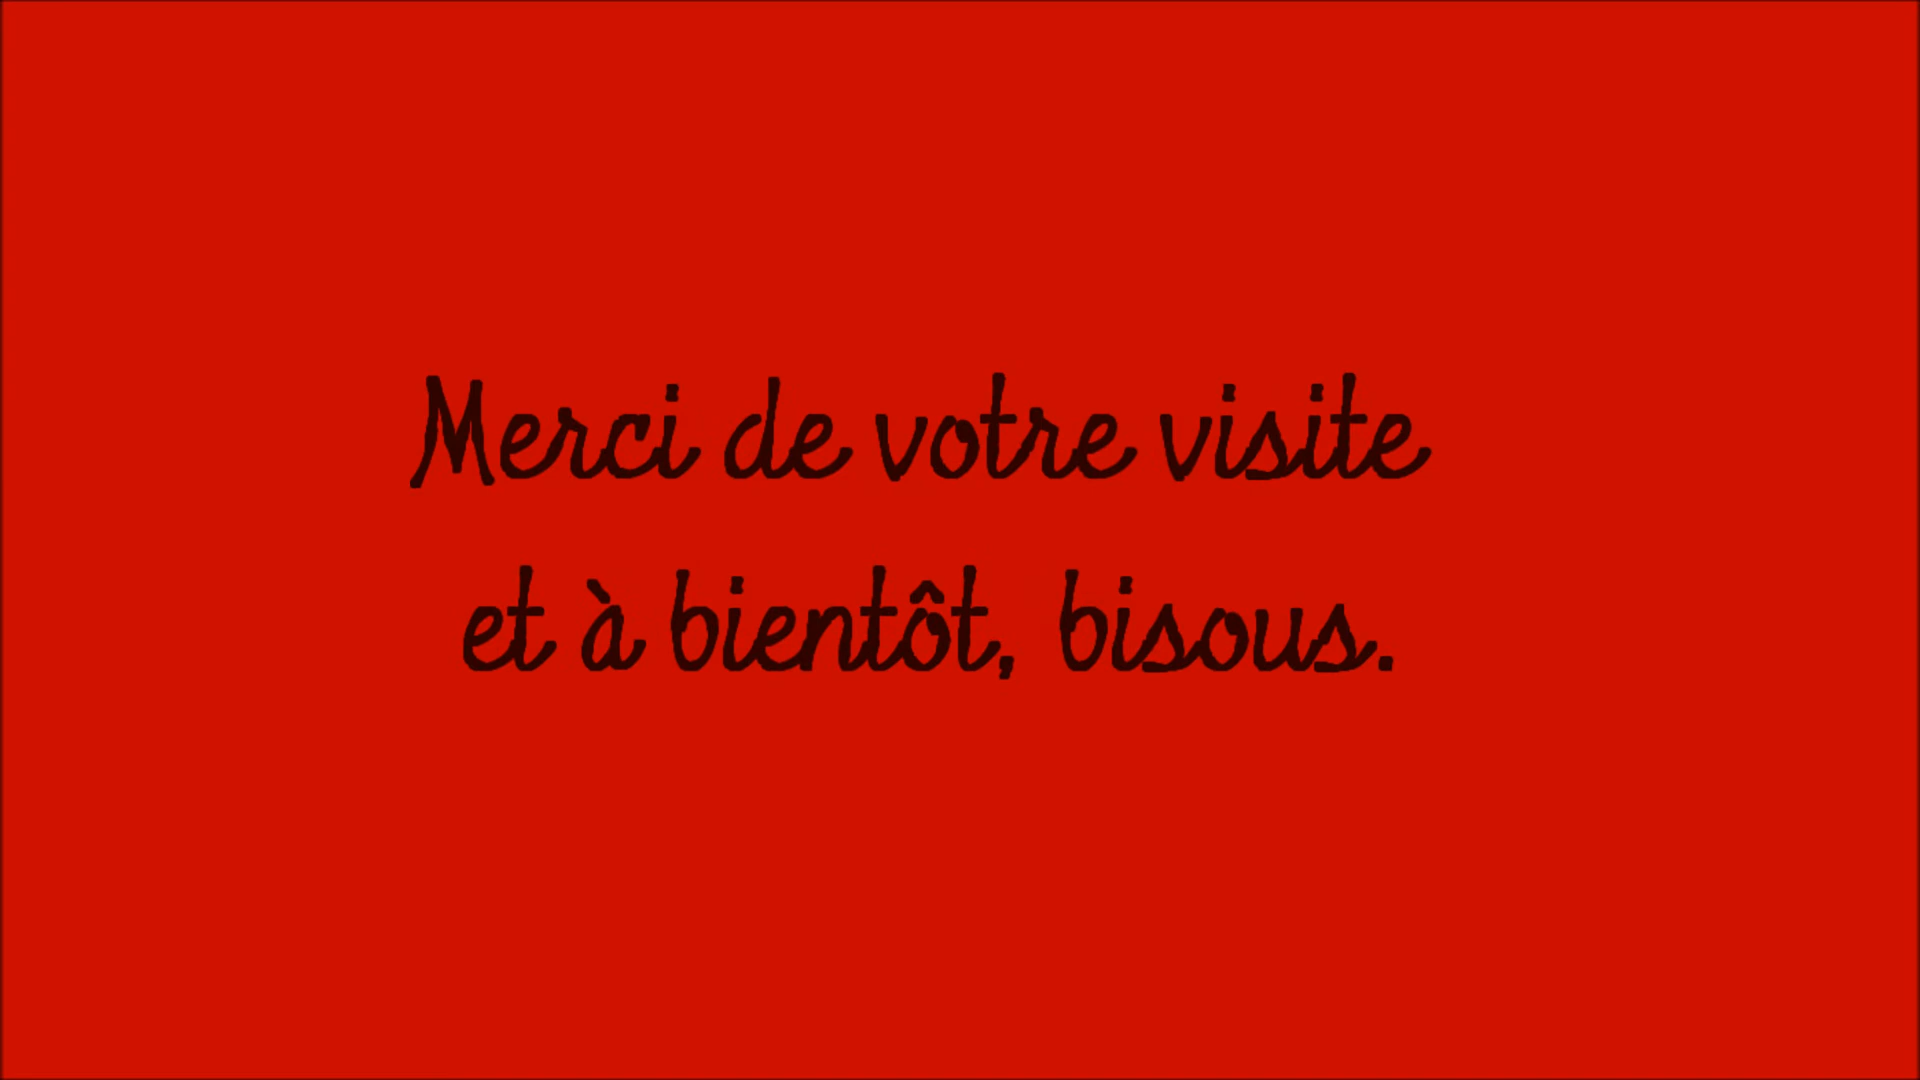 Merci de votre visite
et à bientôt, bisous.